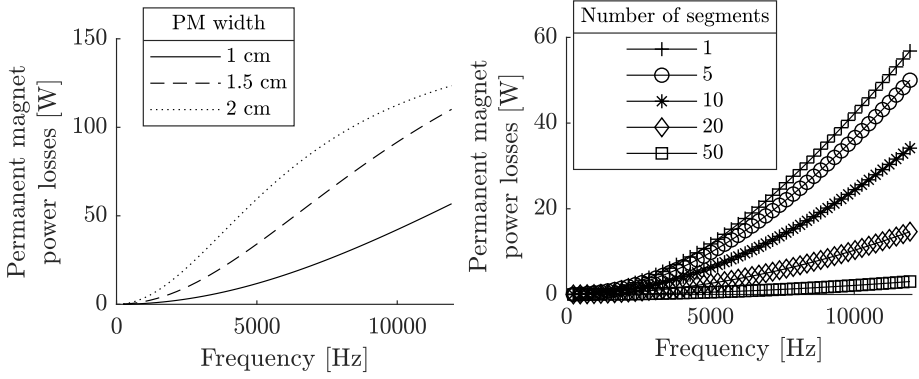 PM width
1 cm
1.5 cm
2 cm
150
100
50
0
Permanent magnet
power losses [W]
0 5000 10000
Frequency [Hz]
Number of segments
1
5
10
20
50
60
40
20
0
Permanent magnet
power losses [W]
0 5000 10000
Frequency [Hz]